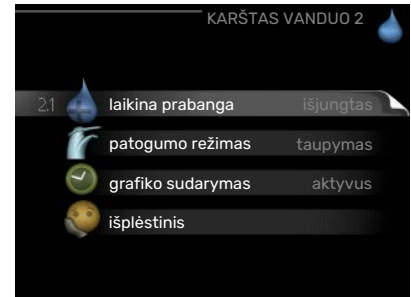 KARŠTAS VANDUO 2
2.1 laikina prabanga išjungtas
patogumo režimas taupymas
grafiko sudarymas aktyvus
išplėstinis